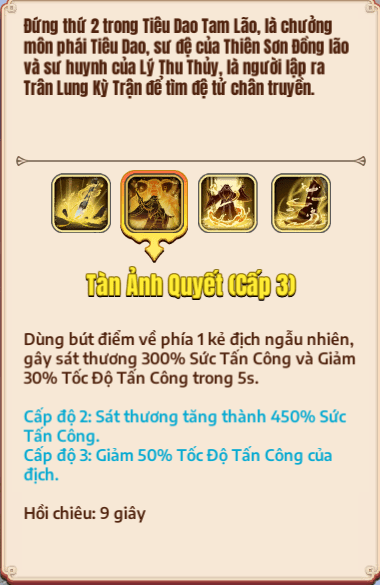 Đứng thứ 2 trong Tiêu Dao Tam Lão, là chưởng
môn phái Tiêu Dao, sư đệ của Thiên Sơn Đồng lão
và sư huynh của Lý Thu Thủy, là người lập ra
Trân Lung Kỳ Trận để tìm đệ tử chân truyền.
Tàn Ảnh Quyết (Cấp 3)
Dùng bút điểm về phía 1 kẻ địch ngẫu nhiên,
gây sát thương 300% Sức Tấn Công và Giảm
30% Tốc Độ Tấn Công trong 5s.
Cấp độ 2: Sát thương tăng thành 450% Sức
Tấn Công.
Cấp độ 3: Giảm 50% Tốc Độ Tấn Công của
địch.
Hồi chiêu: 9 giây